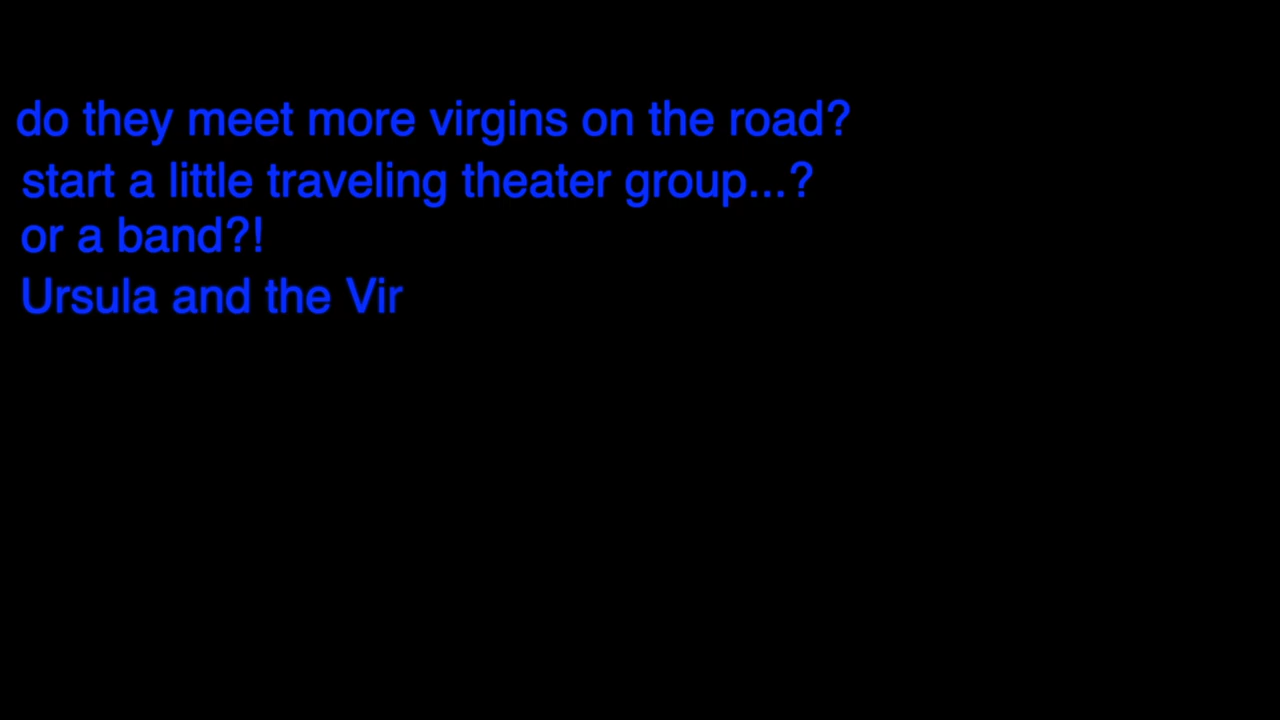 do they meet more virgins on the road?
start a little traveling theater group...?
or a band?!
Ursula and the Vir